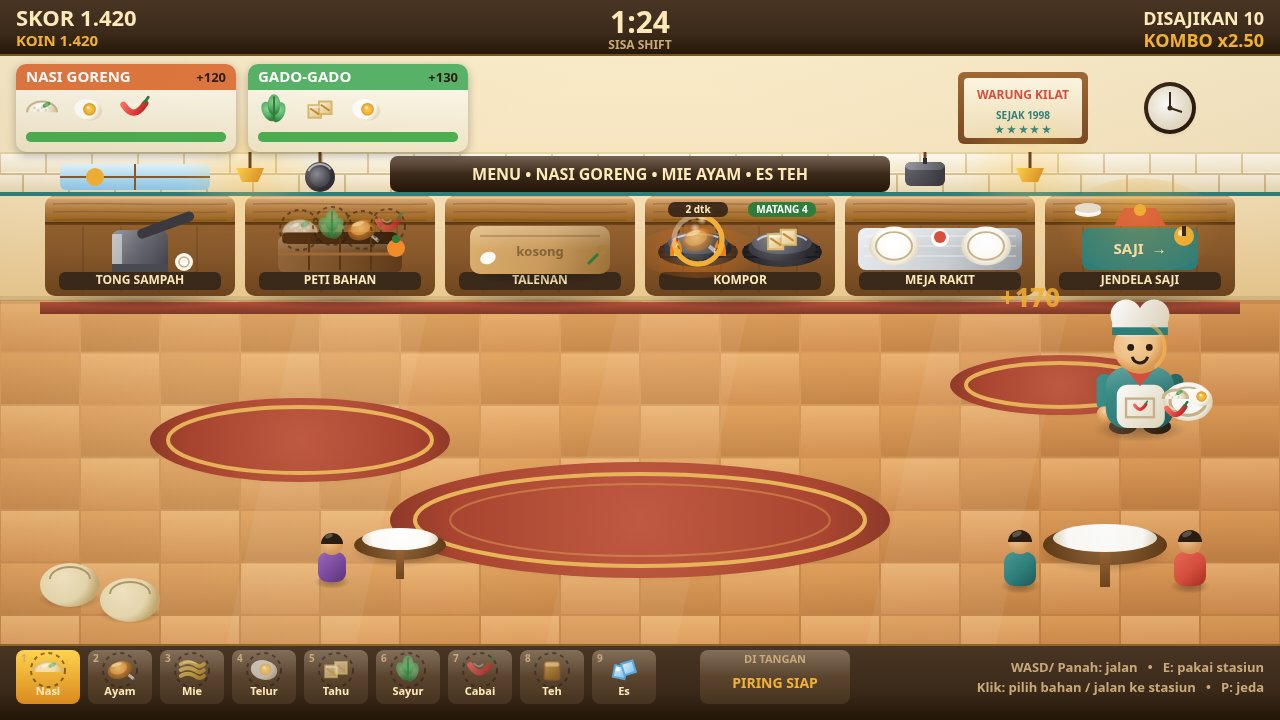 SKOR 1.420
KOIN 1.420
1:24
SISA SHIFT
DISAJIKAN 10
KOMBO x2.50
NASI GORENG +120
GADO-GADO +130
WARUNG KILAT
SEJAK 1998
★★★★★
MENU • NASI GORENG • MIE AYAM • ES TEH
2 dtk
MATANG 4
kosong
SAJI →
TONG SAMPAH
PETI BAHAN
TALENAN
KOMPOR
MEJA RAKIT
JENDELA SAJI
+170
1 Nasi
2 Ayam
3 Mie
4 Telur
5 Tahu
6 Sayur
7 Cabai
8 Teh
9 Es
DI TANGAN
PIRING SIAP
WASD/ Panah: jalan • E: pakai stasiun
Klik: pilih bahan / jalan ke stasiun • P: jeda